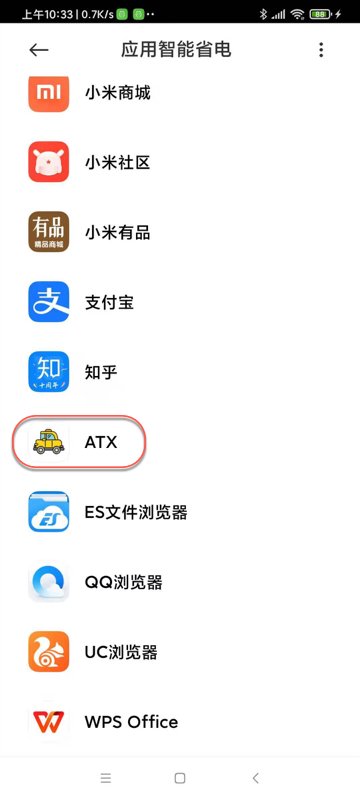 上午10:33 | 0.7K/s
88
应用智能省电
小米商城
小米社区
有品
精品商城
小米有品
支
支付宝
知
十周年
知乎
ATX
ES
ES文件浏览器
QQ浏览器
UC浏览器
W
WPS Office